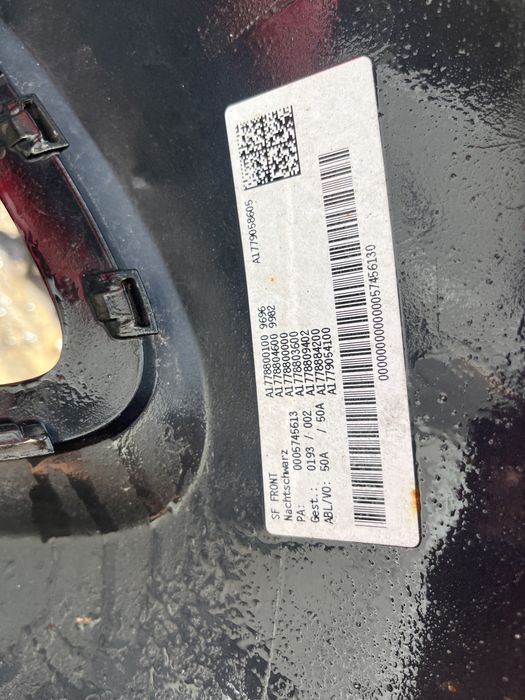 SF FRONT
Nachtschwarz
PA: 0005745613
Gest.: 0193 / 002
ABL/VO: 50A // 50A
A1778800100 9696
A1778804600 9982
A1778800000
A1778803600
A1778809402
A1778884200
A1779054100
A1779058605
00000000000000057456130